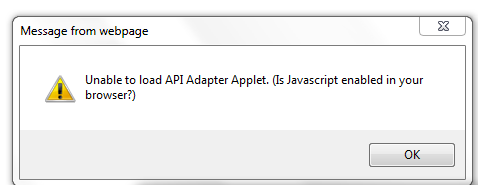 Message from webpage
Unable to load API Adapter Applet. (Is Javascript enabled in your
browser?)
OK